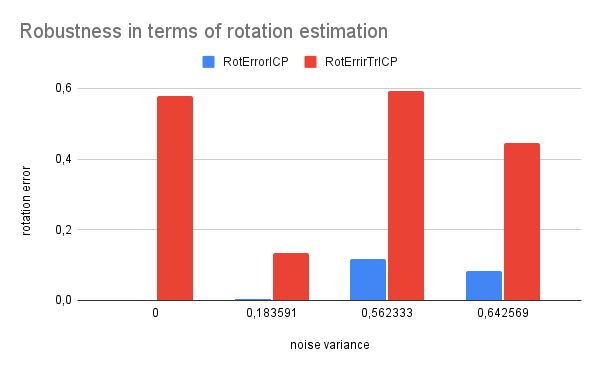 Robustness in terms of rotation estimation
RotErrorICP RotErrirTrICP
0,6
0,4
0,2
0,0
rotation error
0 0,183591 0,562333 0,642569
noise variance